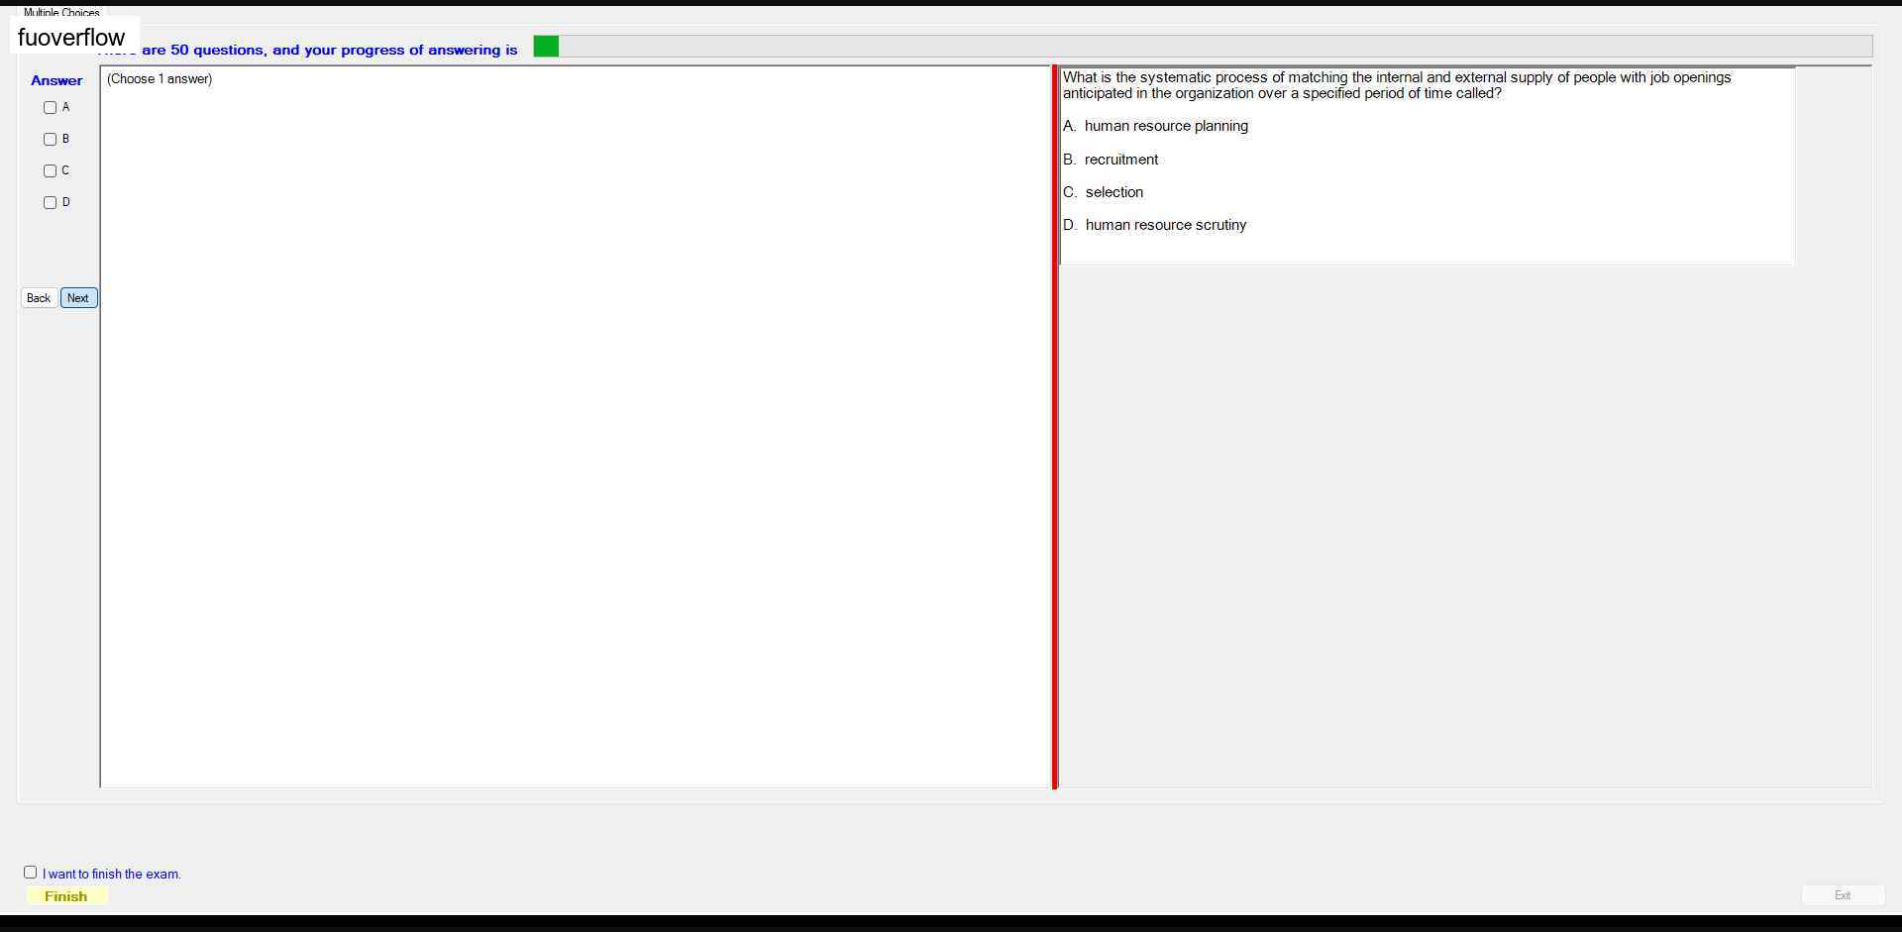 Multiple Choices
fuoverflow
are 50 questions, and your progress of answering is
Answer
(Choose 1 answer)
A
B
C
D
Back Next
What is the systematic process of matching the internal and external supply of people with job openings
anticipated in the organization over a specified period of time called?
A. human resource planning
B. recruitment
C. selection
D. human resource scrutiny
I want to finish the exam.
Finish
Exit